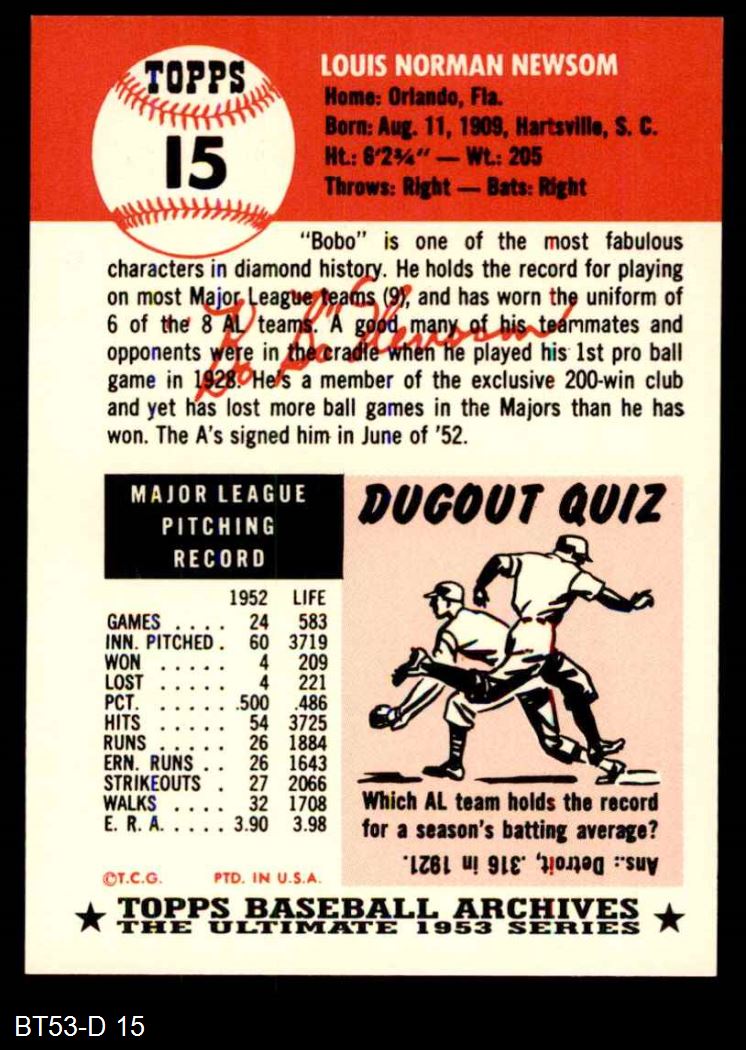 TOPPS
15
LOUIS NORMAN NEWSOM
Home: Orlando, Fla.
Born: Aug. 11, 1909, Hartsville, S. C.
Ht.: 6'2¾" — Wt.: 205
Throws: Right — Bats: Right
"Bobo" is one of the most fabulous
characters in diamond history. He holds the record for playing
on most Major League teams (9), and has worn the uniform of
6 of the 8 AL teams. A good many of his teammates and
opponents were in the cradle when he played his 1st pro ball
game in 1928. He's a member of the exclusive 200-win club
and yet has lost more ball games in the Majors than he has
won. The A's signed him in June of '52.
"Bo Bo" Newsom
MAJOR LEAGUE
PITCHING
RECORD
1952 LIFE
GAMES . . . . 24 583
INN. PITCHED . 60 3719
WON . . . . . 4 209
LOST . . . . . 4 221
PCT. . . . . . .500 .486
HITS . . . . . 54 3725
RUNS . . . . . 26 1884
ERN. RUNS . . 26 1643
STRIKEOUTS . 27 2066
WALKS . . . . 32 1708
E. R. A. . . . . 3.90 3.98
DUGOUT QUIZ
Which AL team holds the record
for a season's batting average?
Ans.: Detroit, .316 in 1921.
©T.C.G. PTD. IN U.S.A.
★ TOPPS BASEBALL ARCHIVES ★
THE ULTIMATE 1953 SERIES
BT53-D 15